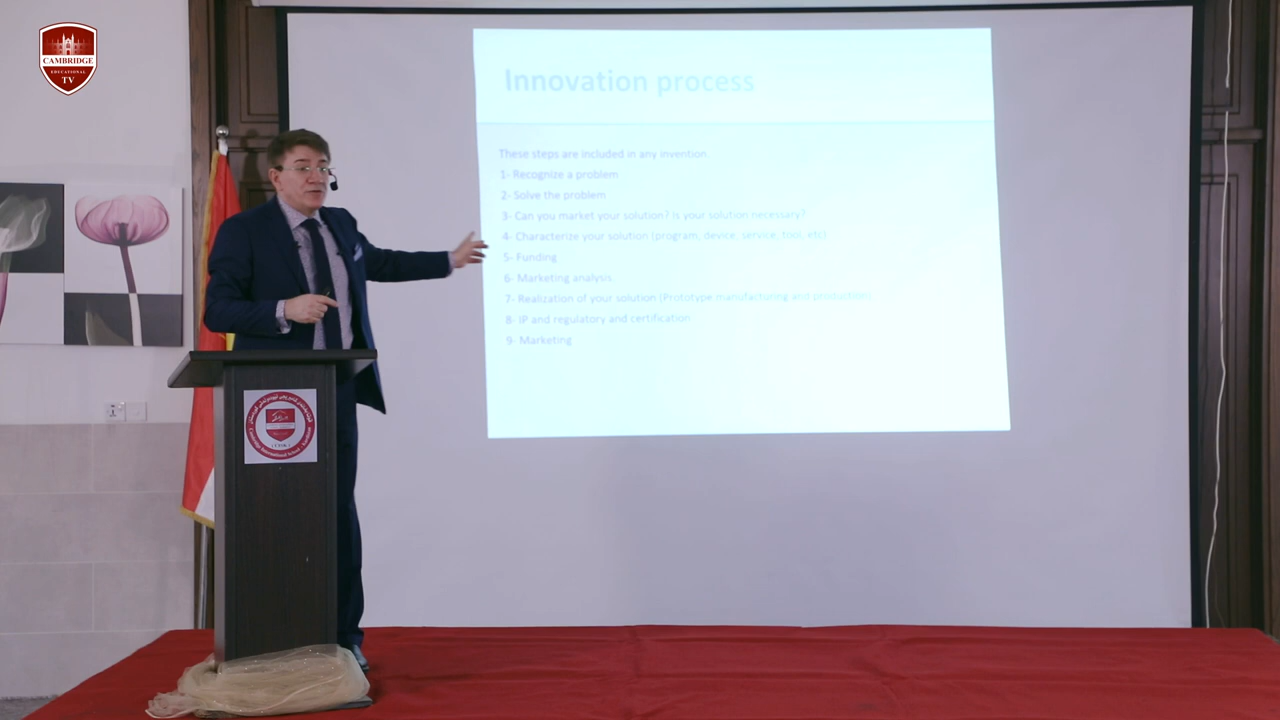 CAMBRIDGE
EDUCATIONAL
TV
Innovation process
These steps are included in any invention
1- Recognize a problem
2- Solve the problem
3- Can you market your solution? Is your solution necessary?
4- Characterize your solution (program, device, service, tool, etc)
5- Funding
6- Marketing analysis
7- Realization of your solution (Prototype manufacturing and production)
8- IP and regulatory and certification
9- Marketing